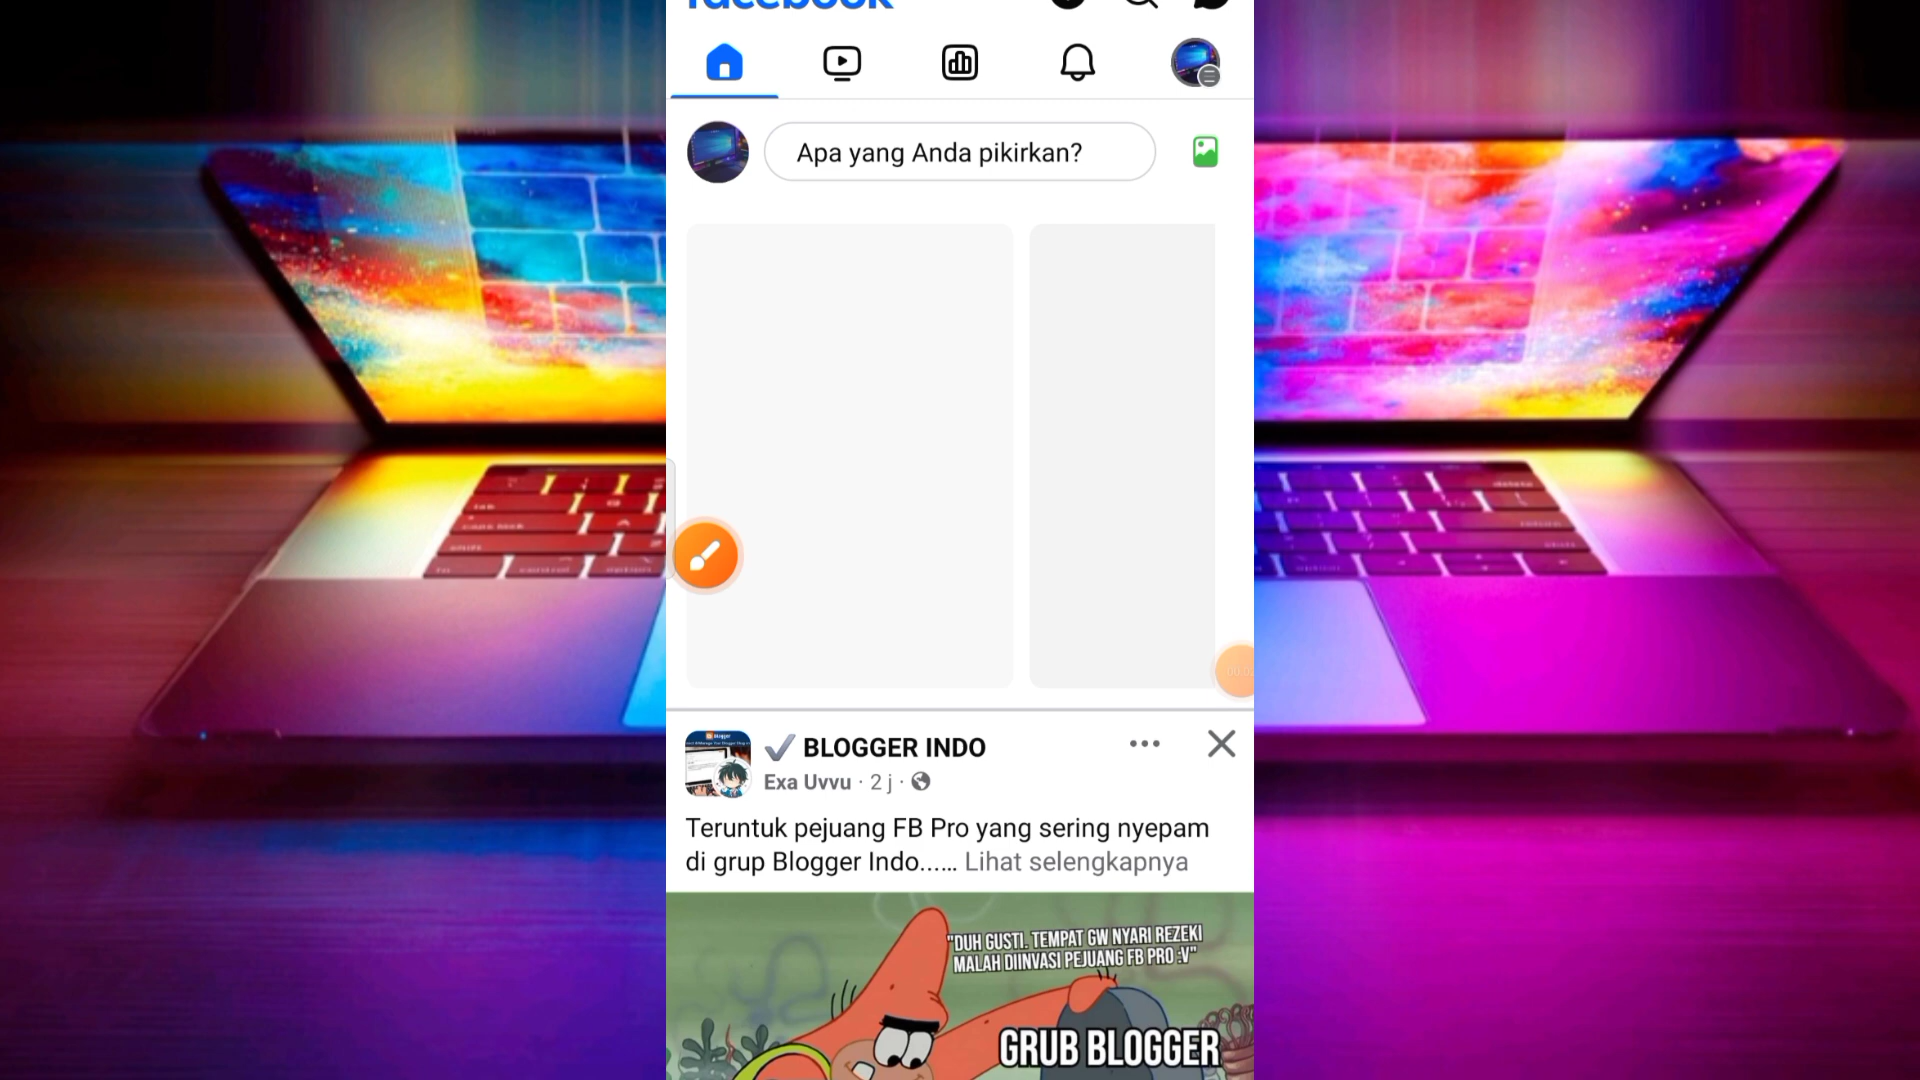 facebook
Apa yang Anda pikirkan?
BLOGGER INDO
Exa Uvvu · 2 j ·
Teruntuk pejuang FB Pro yang sering nyepam
di grup Blogger Indo...... Lihat selengkapnya
"DUH GUSTI. TEMPAT GW NYARI REZEKI
MALAH DIINVASI PEJUANG FB PRO :V"
GRUB BLOGGER